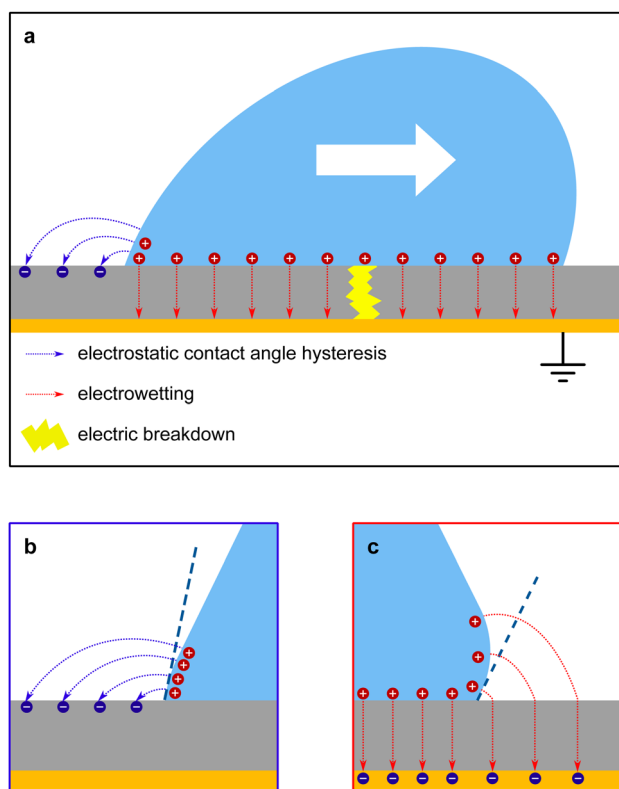 a
electrostatic contact angle hysteresis
electrowetting
electric breakdown
b
c